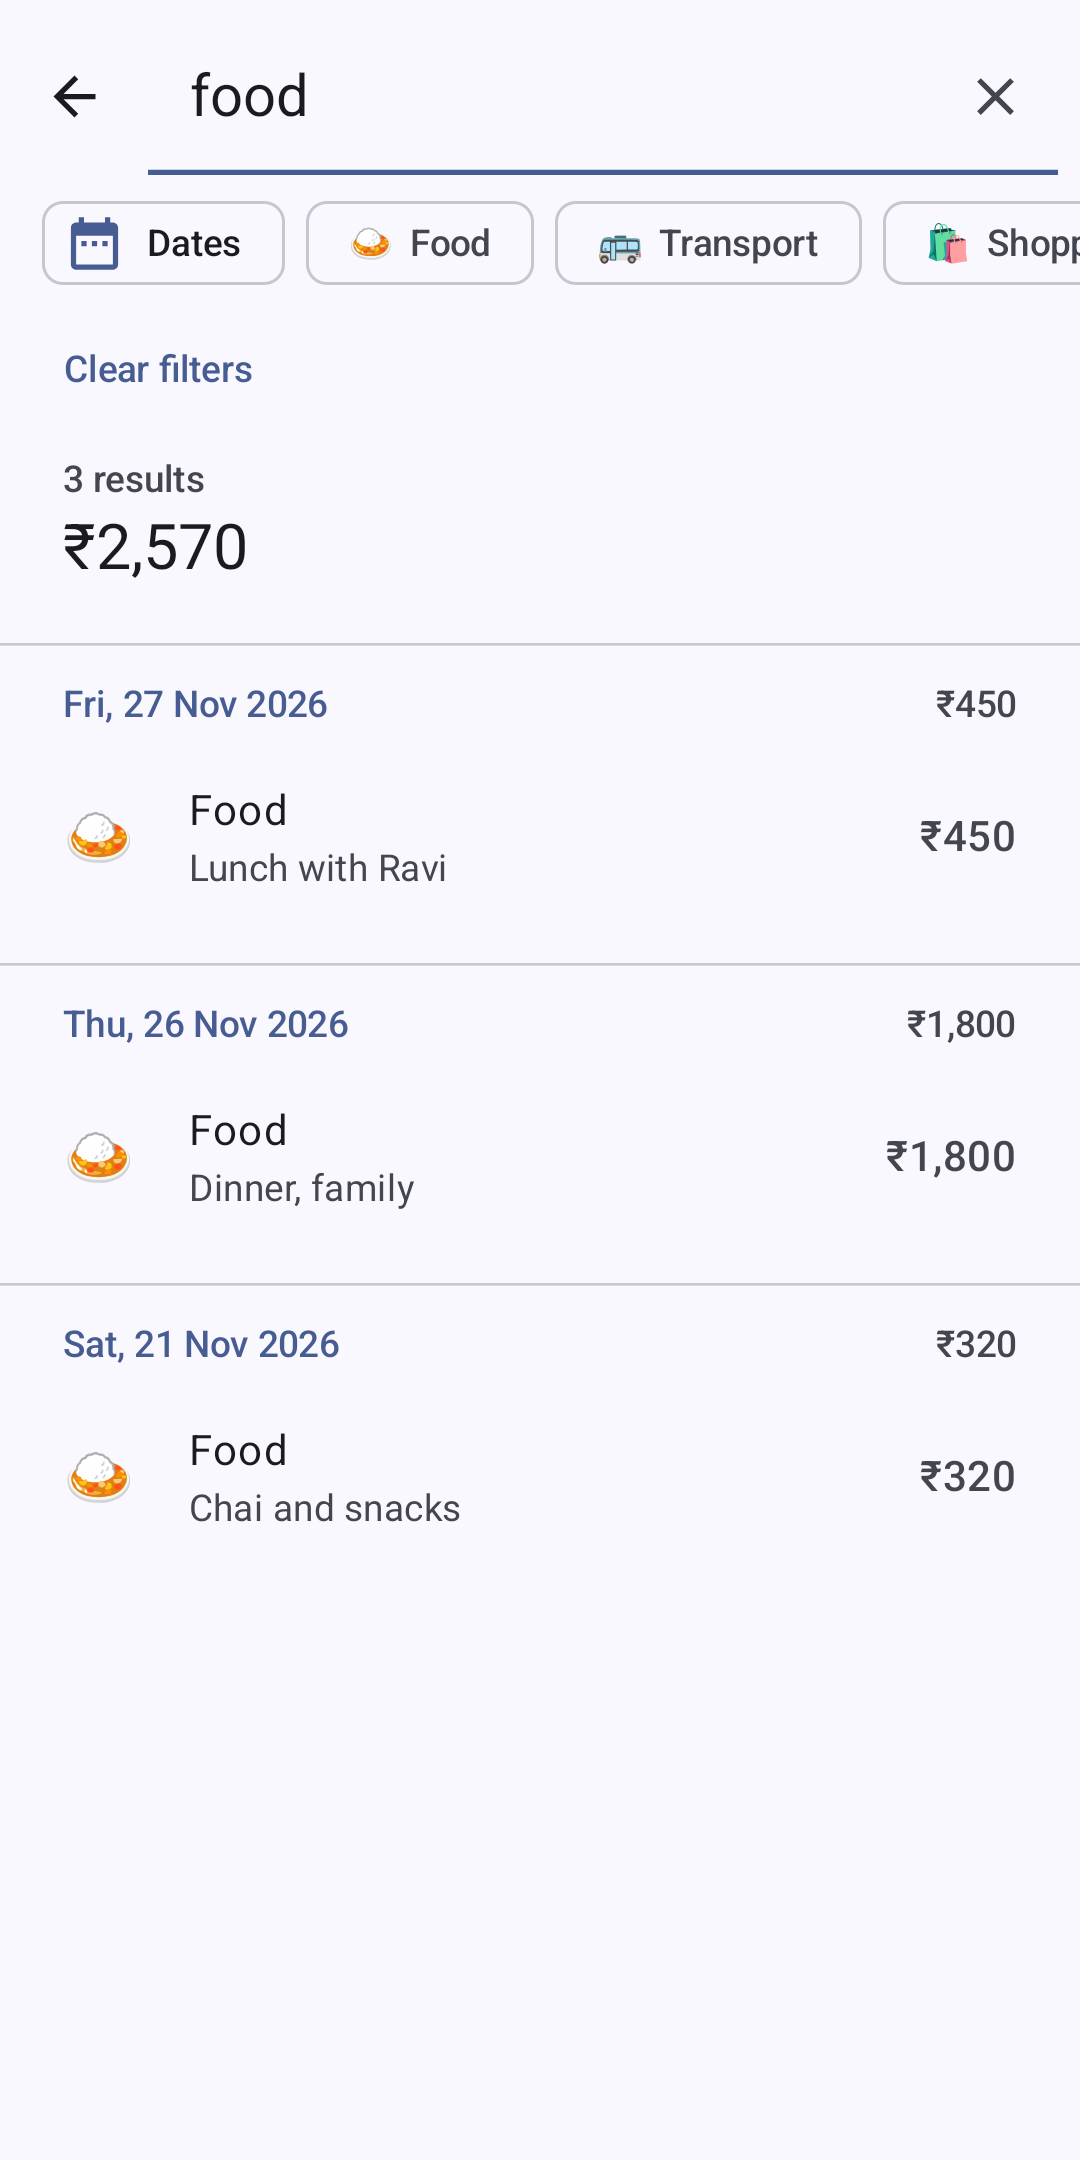 food
Dates Food Transport Shopp
Clear filters
3 results
₹2,570
Fri, 27 Nov 2026 ₹450
Food
Lunch with Ravi
₹450
Thu, 26 Nov 2026 ₹1,800
Food
Dinner, family
₹1,800
Sat, 21 Nov 2026 ₹320
Food
Chai and snacks
₹320